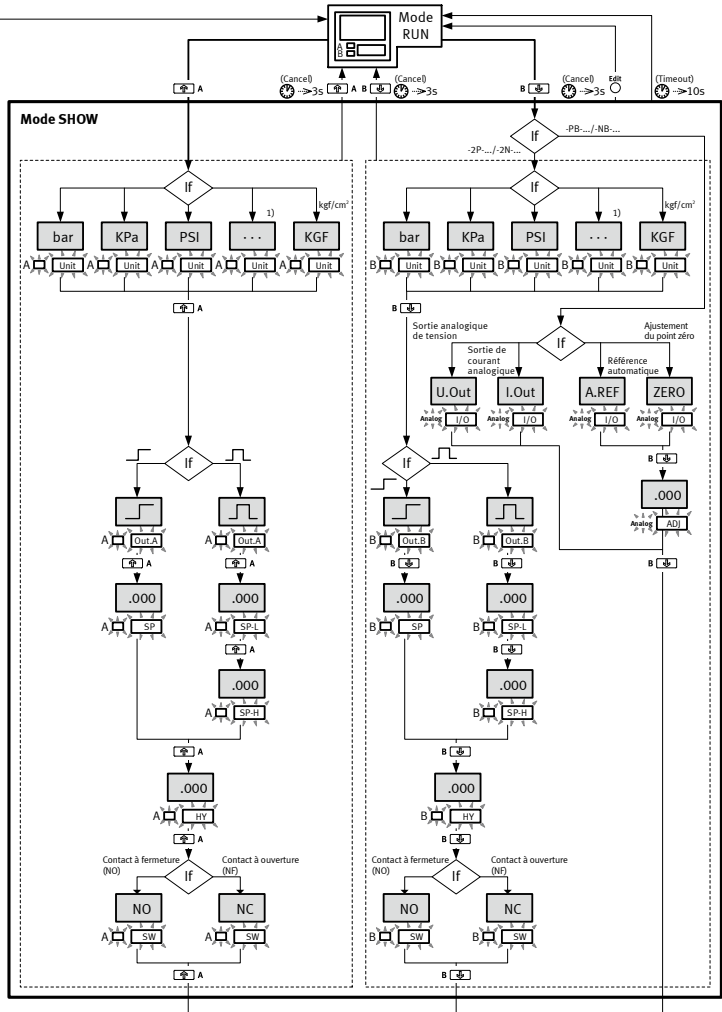 Mode
RUN
A
B
A
(Cancel)
3s
A
B
(Cancel)
3s
B
(Cancel)
3s
Edit
(Timeout)
10s
Mode SHOW
If
kgf/cm²
1)
bar
KPa
PSI
...
KGF
A
Unit
A
Unit
A
Unit
A
Unit
A
Unit
A
If
A
Out.A
A
Out.A
A
A
.000
.000
A
SP
A
SP-L
A
.000
A
SP-H
A
.000
A
HY
A
Contact à fermeture
(NO)
If
Contact à ouverture
(NF)
NO
NC
A
SW
A
SW
A
If
-PB-.../-NB-...
-2P-.../-2N-...
If
kgf/cm²
1)
bar
KPa
PSI
...
KGF
B
Unit
B
Unit
B
Unit
B
Unit
B
Unit
B
Sortie analogique
de tension
If
Ajustement
du point zéro
Sortie de
courant
analogique
Référence
automatique
U.Out
I.Out
A.REF
ZERO
Analog
I/O
Analog
I/O
Analog
I/O
I/O
B
.000
Analog
ADJ
B
If
B
Out.B
B
Out.B
B
B
.000
.000
B
SP
B
SP-L
B
.000
B
SP-H
B
.000
B
HY
B
Contact à fermeture
(NO)
If
Contact à ouverture
(NF)
NO
NC
B
SW
B
SW
B